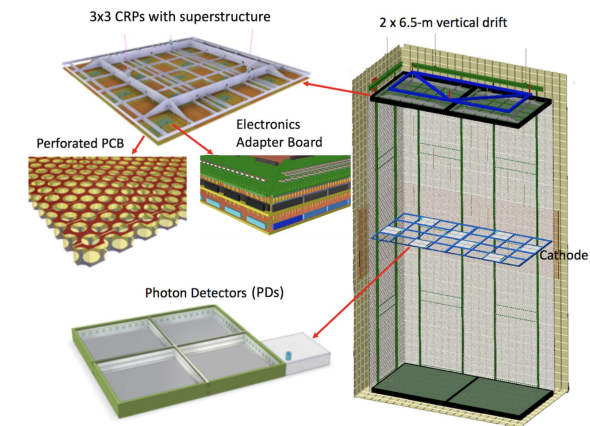 3x3 CRPs with superstructure
2 x 6.5-m vertical drift
Perforated PCB
Electronics
Adapter Board
Cathode
Photon Detectors (PDs)